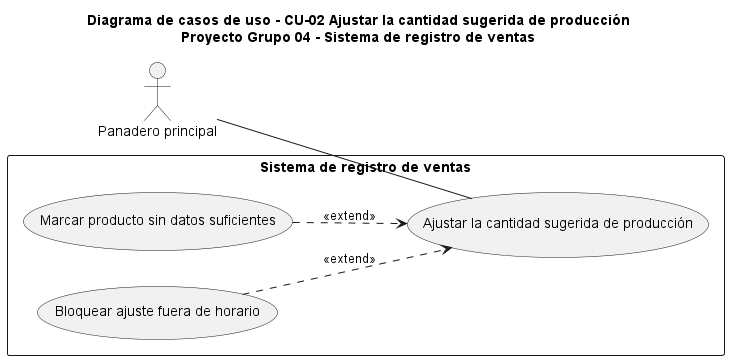 Diagrama de casos de uso - CU-02 Ajustar la cantidad sugerida de producción
Proyecto Grupo 04 - Sistema de registro de ventas
Panadero principal
Sistema de registro de ventas
Marcar producto sin datos suficientes
«extend»
Ajustar la cantidad sugerida de producción
«extend»
Bloquear ajuste fuera de horario